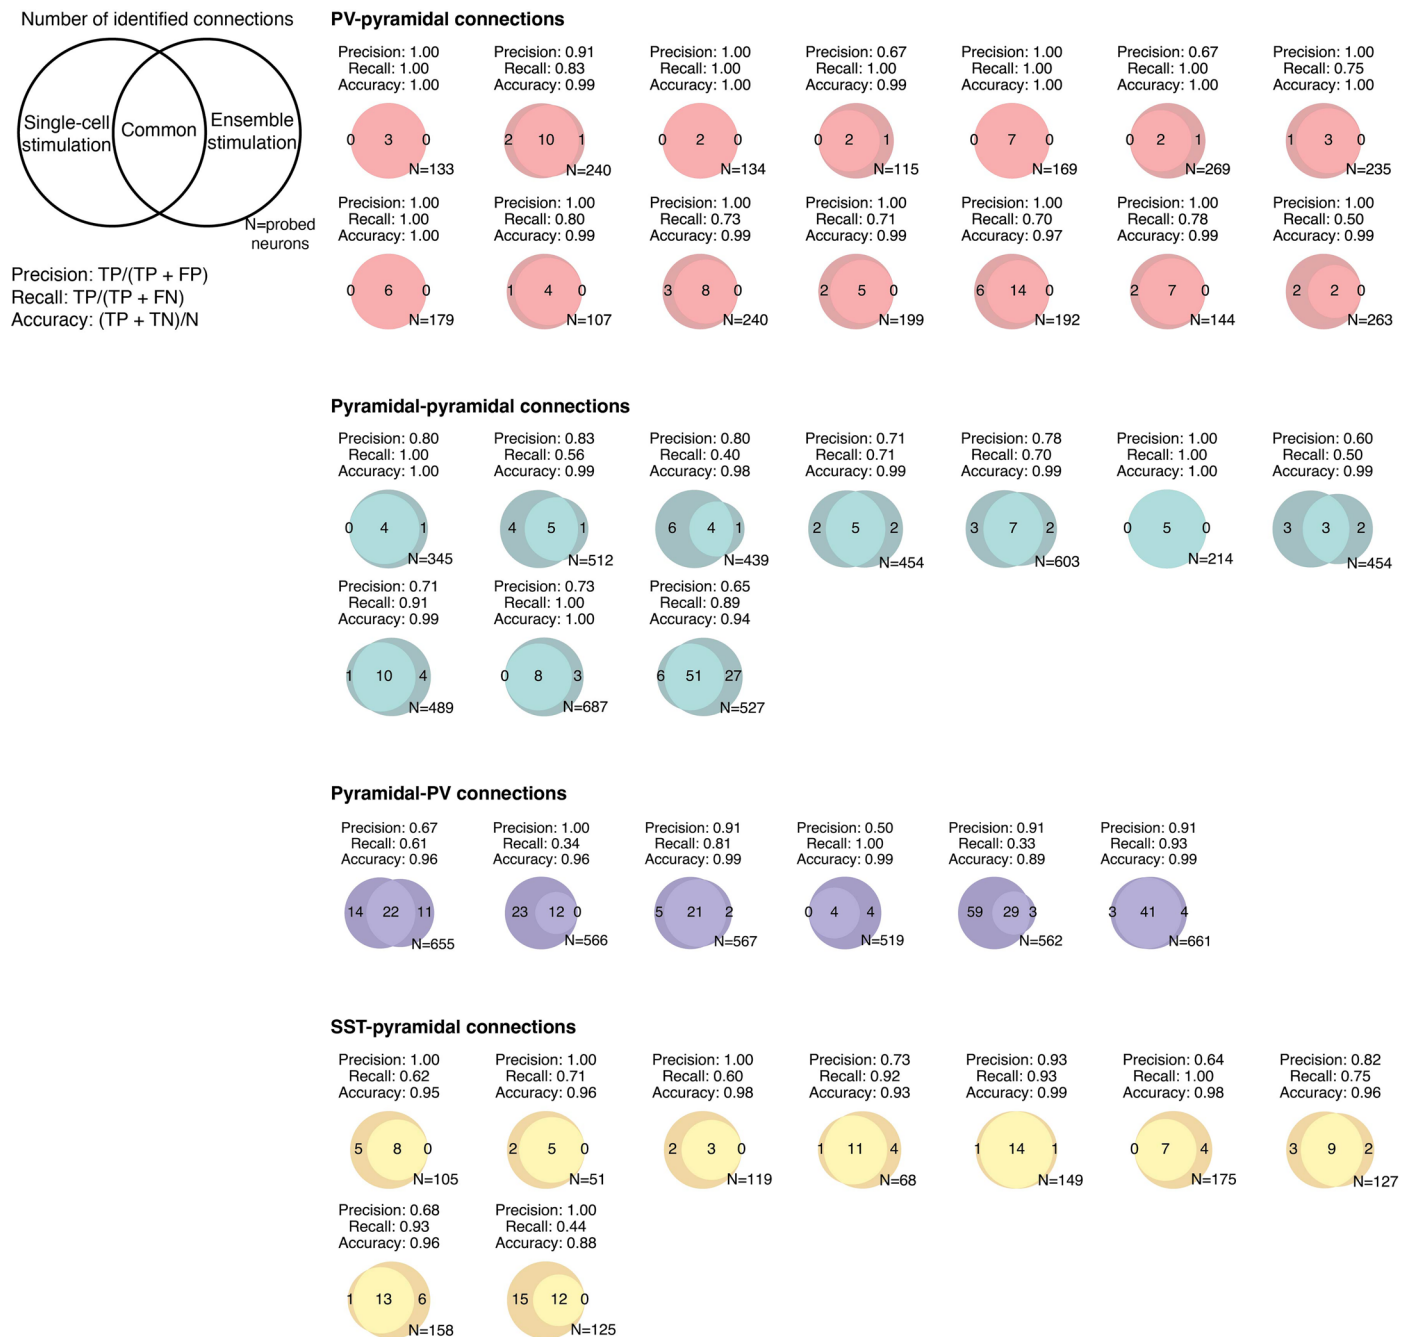 Number of identified connections
Single-cell
stimulation
Common
Ensemble
stimulation
N=probed
neurons
Precision: TP/(TP + FP)
Recall: TP/(TP + FN)
Accuracy: (TP + TN)/N
PV-pyramidal connections
Precision: 1.00
Recall: 1.00
Accuracy: 1.00
0 3 0
N=133
Precision: 0.91
Recall: 0.83
Accuracy: 0.99
2 10 1
N=240
Precision: 1.00
Recall: 1.00
Accuracy: 1.00
0 2 0
N=134
Precision: 0.67
Recall: 1.00
Accuracy: 0.99
0 2 1
N=115
Precision: 1.00
Recall: 1.00
Accuracy: 1.00
0 7 0
N=169
Precision: 0.67
Recall: 1.00
Accuracy: 1.00
0 2 1
N=269
Precision: 1.00
Recall: 0.75
Accuracy: 1.00
1 3 0
N=235
Precision: 1.00
Recall: 1.00
Accuracy: 1.00
0 6 0
N=179
Precision: 1.00
Recall: 0.80
Accuracy: 0.99
1 4 0
N=107
Precision: 1.00
Recall: 0.73
Accuracy: 0.99
3 8 0
N=240
Precision: 1.00
Recall: 0.71
Accuracy: 0.99
2 5 0
N=199
Precision: 1.00
Recall: 0.70
Accuracy: 0.97
6 14 0
N=192
Precision: 1.00
Recall: 0.78
Accuracy: 0.99
2 7 0
N=144
Precision: 1.00
Recall: 0.50
Accuracy: 0.99
2 2 0
N=263
Pyramidal-pyramidal connections
Precision: 0.80
Recall: 1.00
Accuracy: 1.00
0 4 1
N=345
Precision: 0.83
Recall: 0.56
Accuracy: 0.99
4 5 1
N=512
Precision: 0.80
Recall: 0.40
Accuracy: 0.98
6 4 1
N=439
Precision: 0.71
Recall: 0.71
Accuracy: 0.99
2 5 2
N=454
Precision: 0.78
Recall: 0.70
Accuracy: 0.99
3 7 2
N=603
Precision: 1.00
Recall: 1.00
Accuracy: 1.00
0 5 0
N=214
Precision: 0.60
Recall: 0.50
Accuracy: 0.99
3 3 2
N=454
Precision: 0.71
Recall: 0.91
Accuracy: 0.99
1 10 4
N=489
Precision: 0.73
Recall: 1.00
Accuracy: 1.00
0 8 3
N=687
Precision: 0.65
Recall: 0.89
Accuracy: 0.94
6 51 27
N=527
Pyramidal-PV connections
Precision: 0.67
Recall: 0.61
Accuracy: 0.96
14 22 11
N=655
Precision: 1.00
Recall: 0.34
Accuracy: 0.96
23 12 0
N=566
Precision: 0.91
Recall: 0.81
Accuracy: 0.99
5 21 2
N=567
Precision: 0.50
Recall: 1.00
Accuracy: 0.99
0 4 4
N=519
Precision: 0.91
Recall: 0.33
Accuracy: 0.89
59 29 3
N=562
Precision: 0.91
Recall: 0.93
Accuracy: 0.99
3 41 4
N=661
SST-pyramidal connections
Precision: 1.00
Recall: 0.62
Accuracy: 0.95
5 8 0
N=105
Precision: 1.00
Recall: 0.71
Accuracy: 0.96
2 5 0
N=51
Precision: 1.00
Recall: 0.60
Accuracy: 0.98
2 3 0
N=119
Precision: 0.73
Recall: 0.92
Accuracy: 0.93
1 11 4
N=68
Precision: 0.93
Recall: 0.93
Accuracy: 0.99
1 14 1
N=149
Precision: 0.64
Recall: 1.00
Accuracy: 0.98
0 7 4
N=175
Precision: 0.82
Recall: 0.75
Accuracy: 0.96
3 9 2
N=127
Precision: 0.68
Recall: 0.93
Accuracy: 0.96
1 13 6
N=158
Precision: 1.00
Recall: 0.44
Accuracy: 0.88
15 12 0
N=125